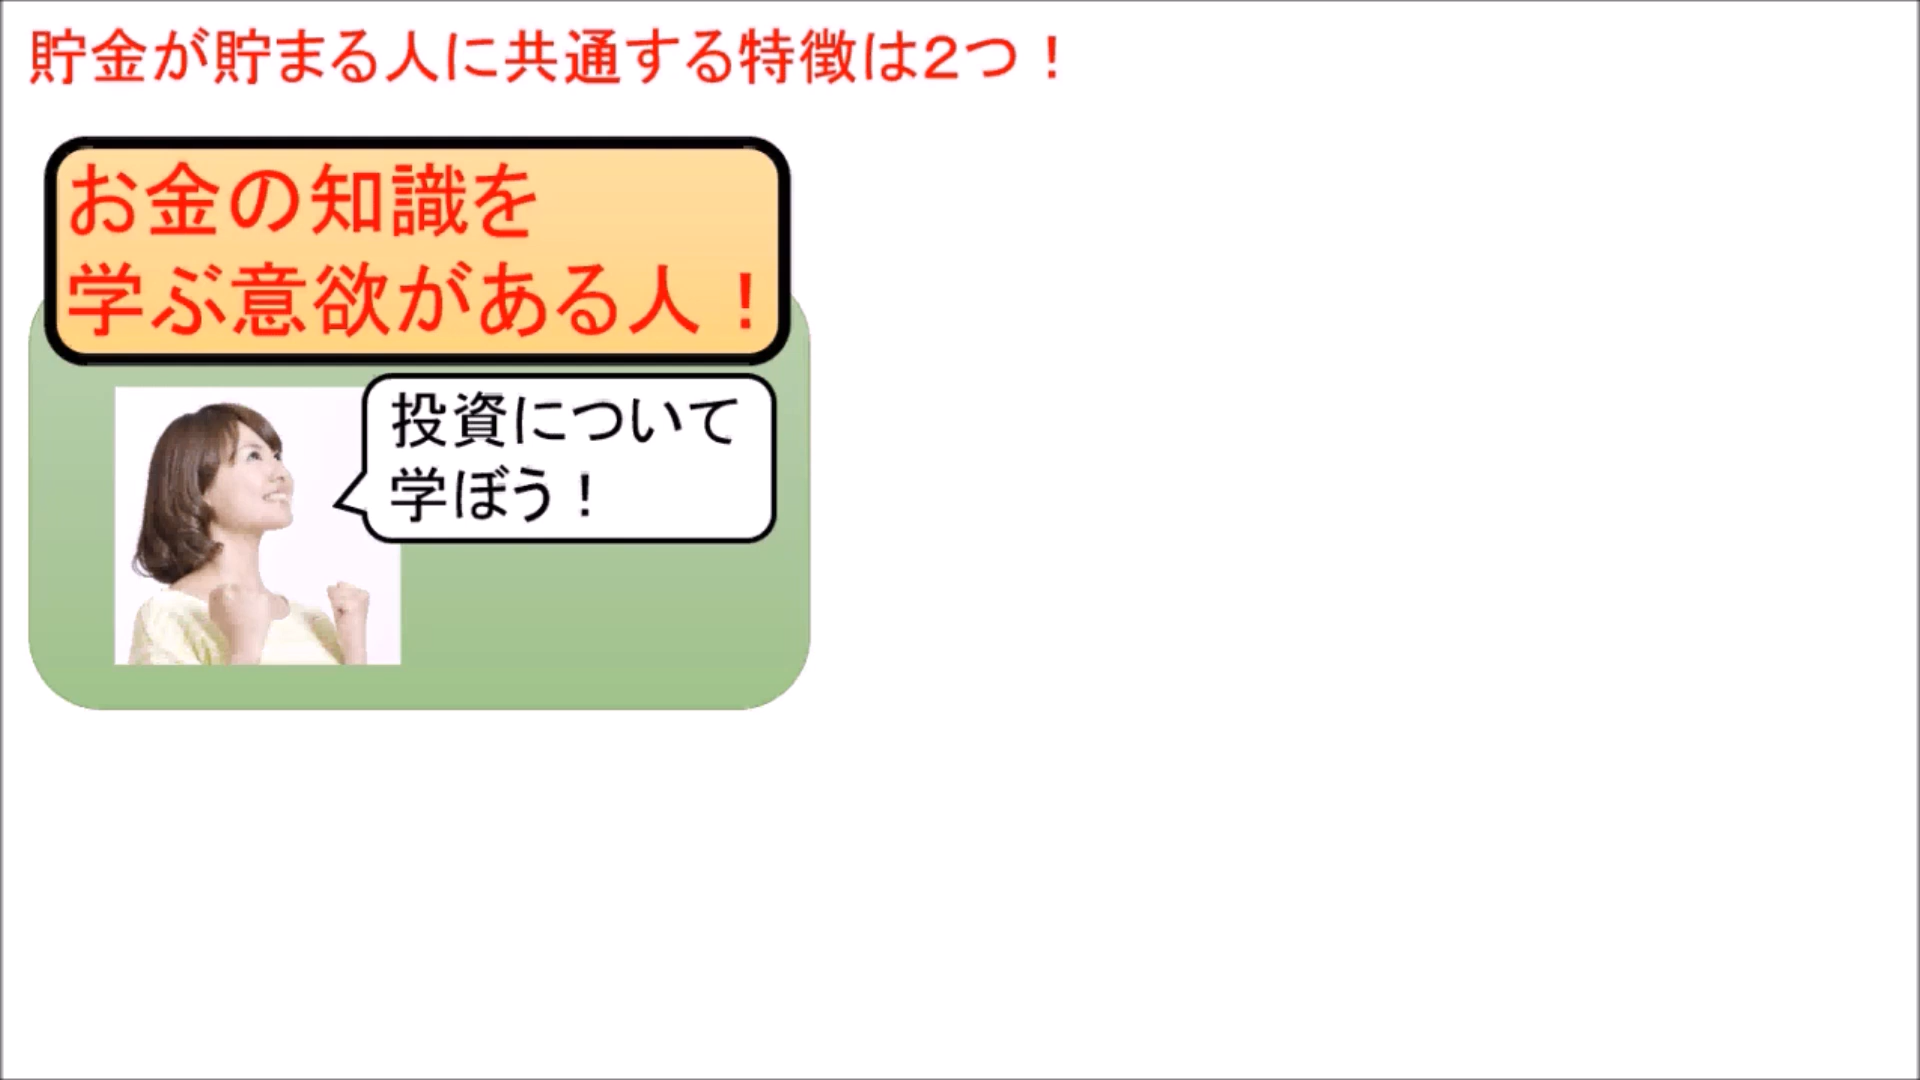 貯金が貯まる人に共通する特徴は２つ！
お金の知識を
学ぶ意欲がある人！
投資について
学ぼう！